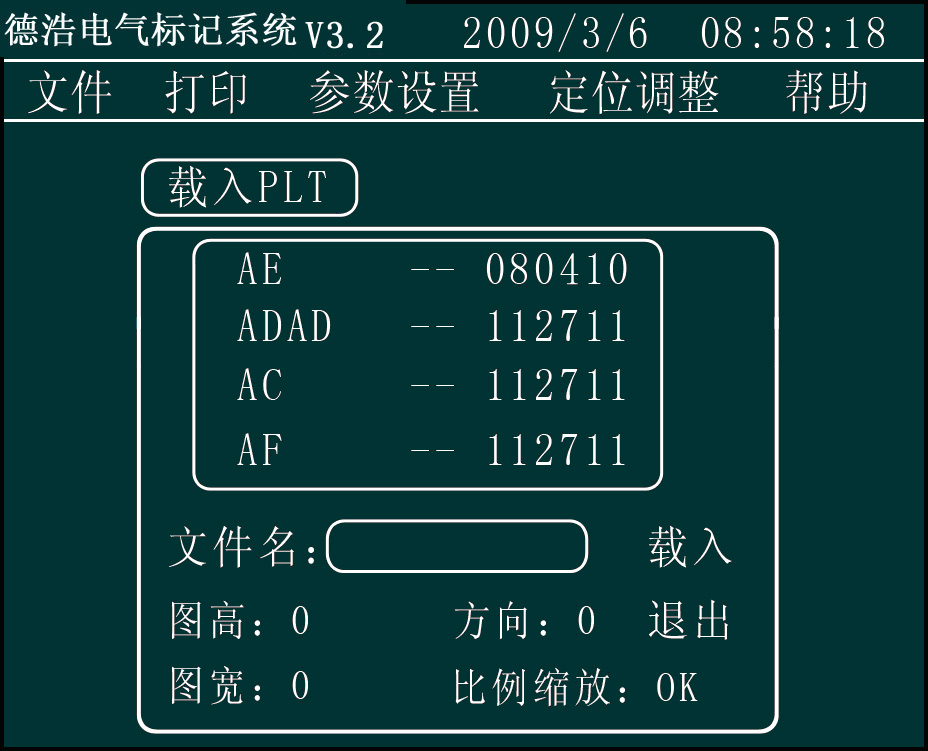 德浩电气标记系统 V3.2 2009/3/6 08:58:18
文件 打印 参数设置 定位调整 帮助
载入PLT
AE -- 080410
ADAD -- 112711
AC -- 112711
AF -- 112711
文件名: 载入
图高: 0 方向: 0 退出
图宽: 0 比例缩放: OK